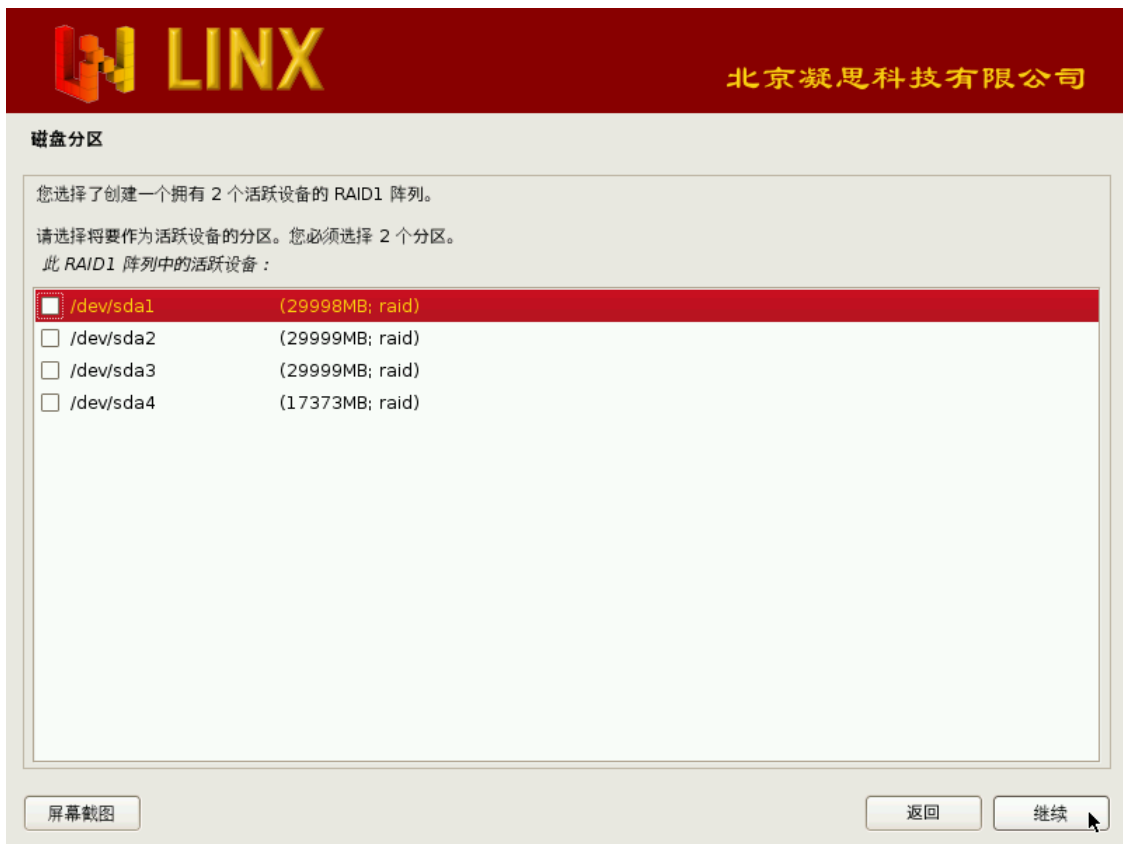 LINX
北京凝思科技有限公司
磁盘分区
您选择了创建一个拥有 2 个活跃设备的 RAID1 阵列。
请选择将要作为活跃设备的分区。您必须选择 2 个分区。
此 RAID1 阵列中的活跃设备：
/dev/sda1 (29998MB; raid)
/dev/sda2 (29999MB; raid)
/dev/sda3 (29999MB; raid)
/dev/sda4 (17373MB; raid)
屏幕截图 返回 继续